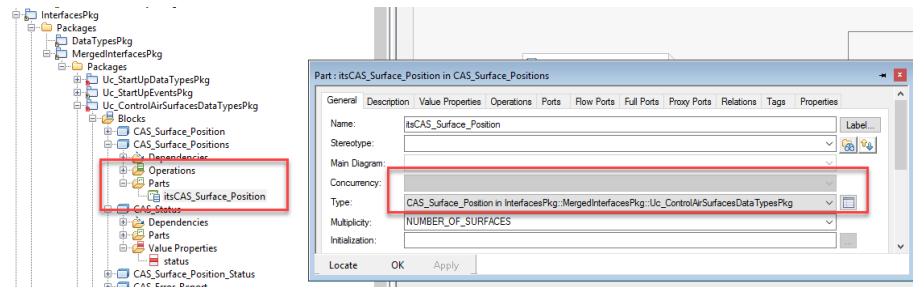 InterfacesPkg
Packages
DataTypesPkg
MergedInterfacesPkg
Packages
Uc_StartUpDataTypesPkg
Uc_StartUpEventsPkg
Uc_ControlAirSurfacesDataTypesPkg
Blocks
CAS_Surface_Position
CAS_Surface_Positions
Dependencies
Operations
Parts
itsCAS_Surface_Position
CAS_Status
Dependencies
Parts
Value Properties
status
CAS_Surface_Position_Status
CAS_Error_Report
Part : itsCAS_Surface_Position in CAS_Surface_Positions
General Description Value Properties Operations Ports Flow Ports Full Ports Proxy Ports Relations Tags Properties
Name: itsCAS_Surface_Position Label...
Stereotype:
Main Diagram:
Concurrency:
Type: CAS_Surface_Position in InterfacesPkg::MergedInterfacesPkg::Uc_ControlAirSurfacesDataTypesPkg
Multiplicity: NUMBER_OF_SURFACES
Initialization: ...
Locate OK Apply